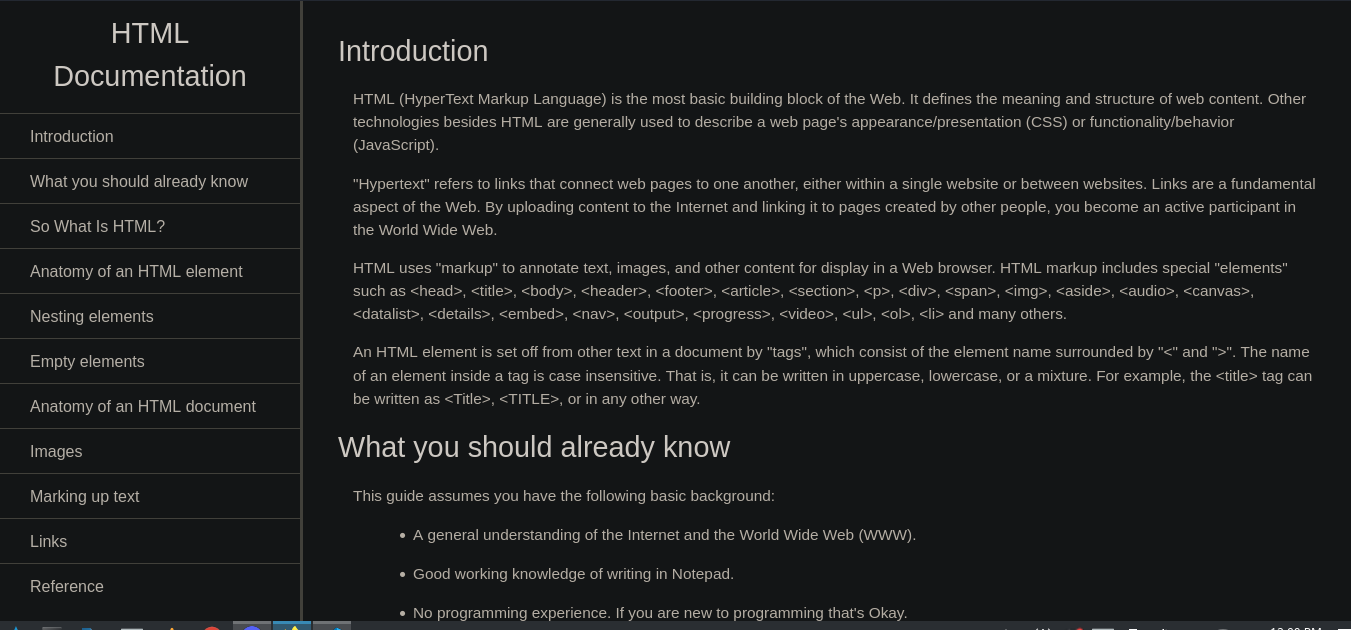 HTML
Documentation
Introduction
What you should already know
So What Is HTML?
Anatomy of an HTML element
Nesting elements
Empty elements
Anatomy of an HTML document
Images
Marking up text
Links
Reference
Introduction
HTML (HyperText Markup Language) is the most basic building block of the Web. It defines the meaning and structure of web content. Other
technologies besides HTML are generally used to describe a web page's appearance/presentation (CSS) or functionality/behavior
(JavaScript).
"Hypertext" refers to links that connect web pages to one another, either within a single website or between websites. Links are a fundamental
aspect of the Web. By uploading content to the Internet and linking it to pages created by other people, you become an active participant in
the World Wide Web.
HTML uses "markup" to annotate text, images, and other content for display in a Web browser. HTML markup includes special "elements"
such as <head>, <title>, <body>, <header>, <footer>, <article>, <section>, <p>, <div>, <span>, <img>, <aside>, <audio>, <canvas>,
<datalist>, <details>, <embed>, <nav>, <output>, <progress>, <video>, <ul>, <ol>, <li> and many others.
An HTML element is set off from other text in a document by "tags", which consist of the element name surrounded by "<" and ">". The name
of an element inside a tag is case insensitive. That is, it can be written in uppercase, lowercase, or a mixture. For example, the <title> tag can
be written as <Title>, <TITLE>, or in any other way.
What you should already know
This guide assumes you have the following basic background:
• A general understanding of the Internet and the World Wide Web (WWW).
• Good working knowledge of writing in Notepad.
• No programming experience. If you are new to programming that's Okay.